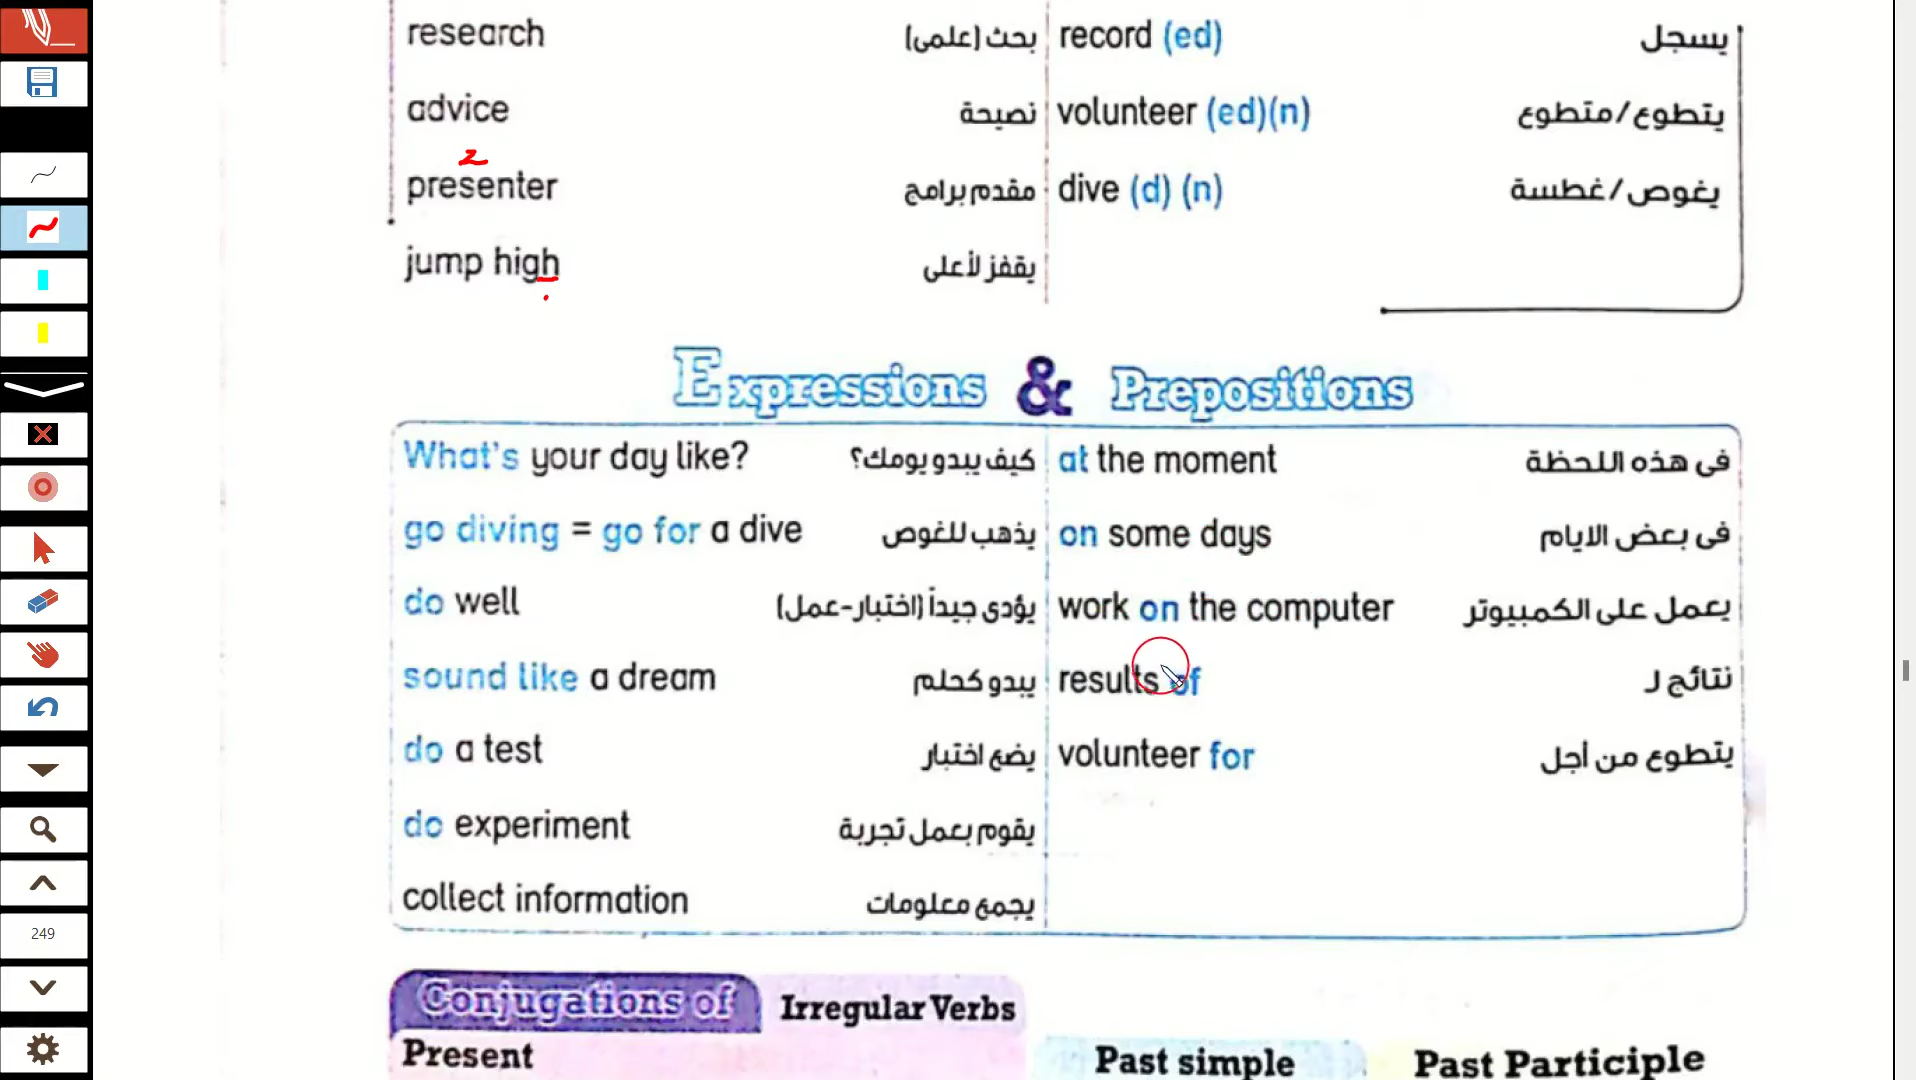 research بحث (علمى) record (ed) يسجل
advice نصيحة volunteer (ed)(n) يتطوع/متطوع
z
presenter مقدم برامج dive (d) (n) يغوص/غطسة
jump high يقفز لأعلى
Expressions & Prepositions
What's your day like? كيف يبدو يومك؟ at the moment فى هذه اللحظة
go diving = go for a dive يذهب للغوص on some days فى بعض الايام
do well يؤدى جيداً (اختبار-عمل) work on the computer يعمل على الكمبيوتر
sound like a dream يبدو كحلم results of نتائج لـ
do a test يضع اختبار volunteer for يتطوع من أجل
do experiment يقوم بعمل تجربة
collect information يجمع معلومات
249
Conjugations of Irregular Verbs
Present Past simple Past Participle